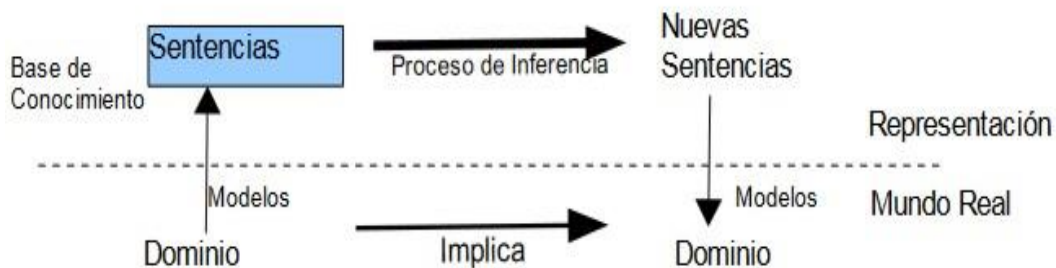 Sentencias
Base de
Conocimiento
Proceso de Inferencia
Nuevas
Sentencias
Representación
Modelos
Modelos
Mundo Real
Dominio
Implica
Dominio